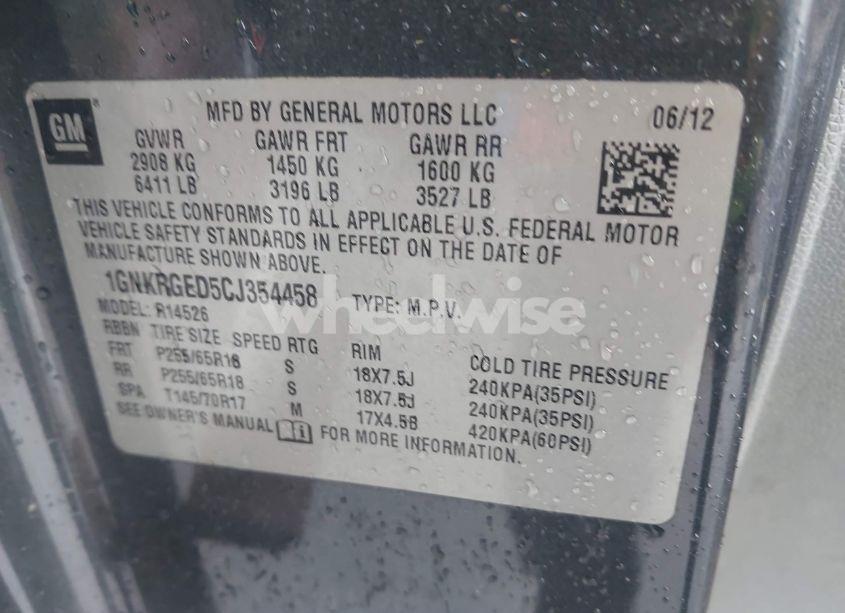 GM
MFD BY GENERAL MOTORS LLC 06/12
GVWR GAWR FRT GAWR RR
2908 KG 1450 KG 1600 KG
6411 LB 3196 LB 3527 LB
THIS VEHICLE CONFORMS TO ALL APPLICABLE U.S. FEDERAL MOTOR
VEHICLE SAFETY STANDARDS IN EFFECT ON THE DATE OF
MANUFACTURE SHOWN ABOVE.
1GNKRGED5CJ354458 TYPE: M.P.V.
wheelwise
MODEL: R14526
RBBN TIRE SIZE SPEED RTG RIM COLD TIRE PRESSURE
FRT P255/65R18 S 18X7.5J 240KPA(35PSI)
RR P255/65R18 S 18X7.5J 240KPA(35PSI)
SPA T145/70R17 M 17X4.5B 420KPA(60PSI)
SEE OWNER'S MANUAL i FOR MORE INFORMATION.